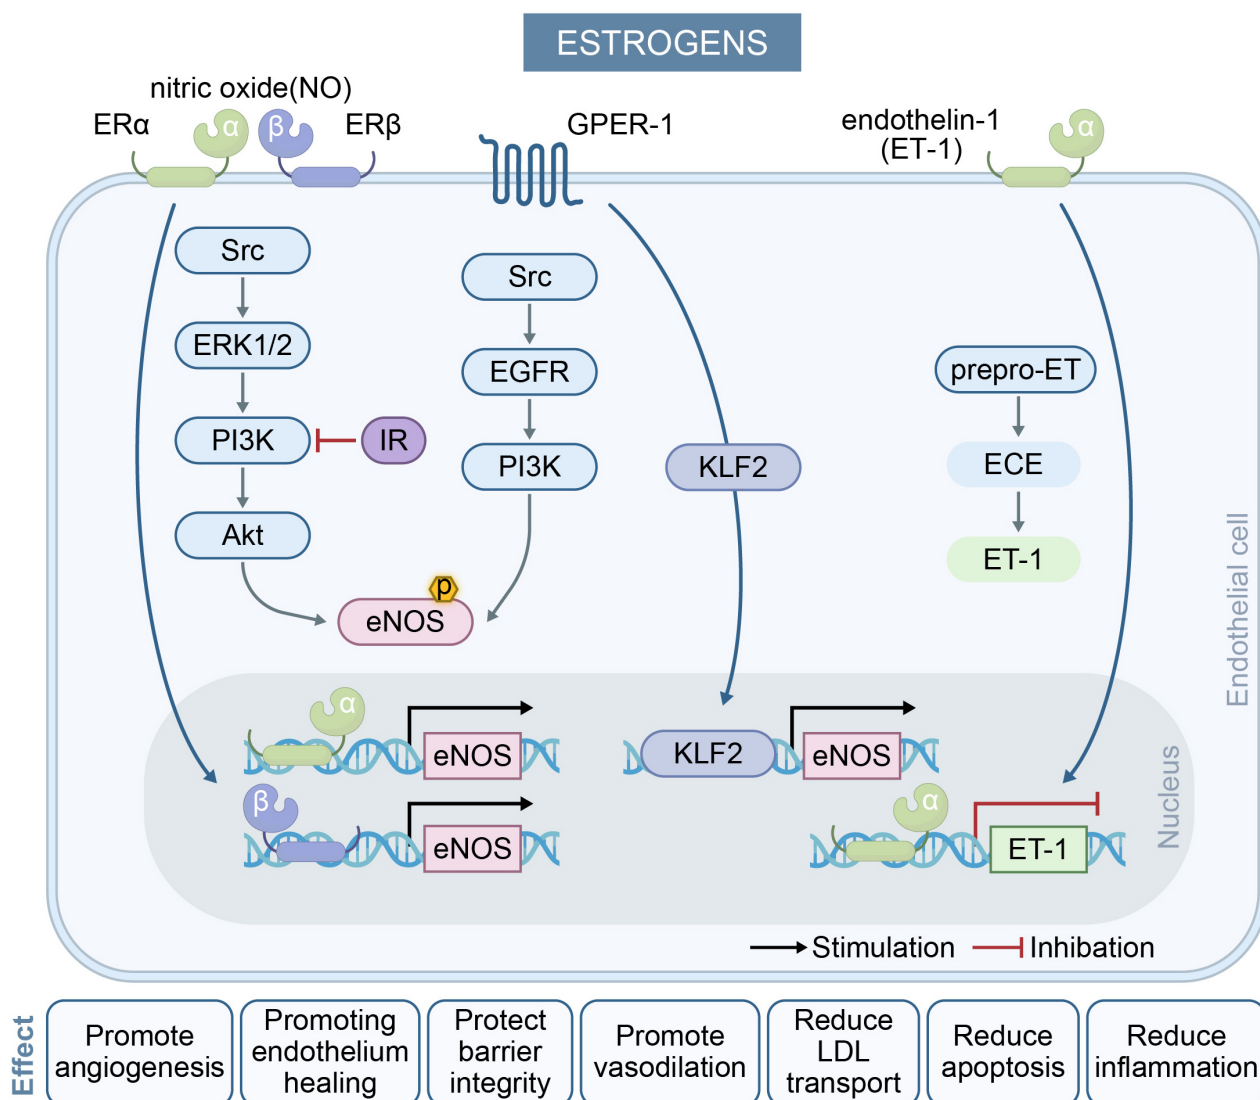 ESTROGENS
nitric oxide(NO)
ERα
α
β
ERβ
GPER-1
endothelin-1
(ET-1)
α
Src
ERK1/2
PI3K
IR
Akt
Src
EGFR
PI3K
p
eNOS
KLF2
prepro-ET
ECE
ET-1
Endothelial cell
α
eNOS
β
eNOS
KLF2
eNOS
α
ET-1
Nucleus
Stimulation
Inhibation
Effect
Promote
angiogenesis
Promoting
endothelium
healing
Protect
barrier
integrity
Promote
vasodilation
Reduce
LDL
transport
Reduce
apoptosis
Reduce
inflammation